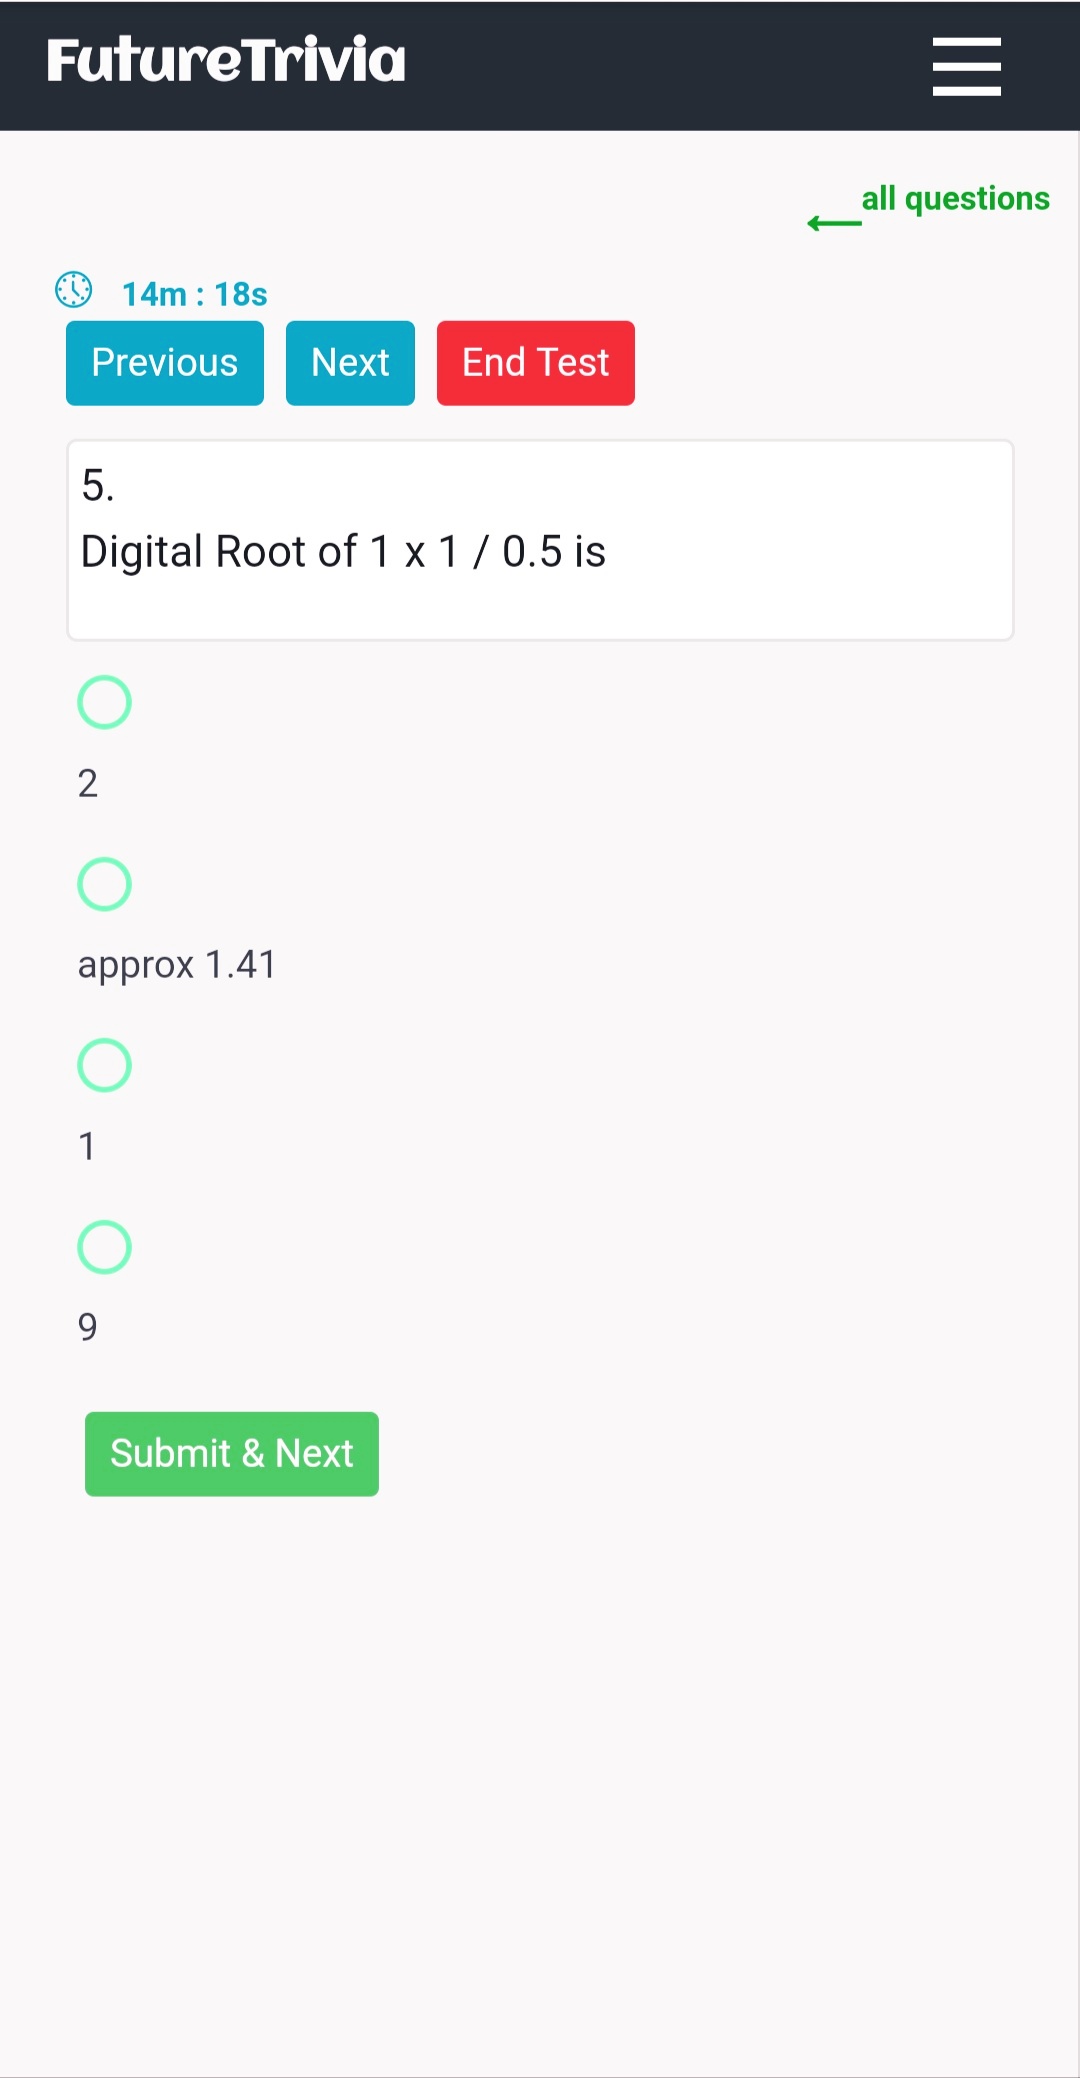 FutureTrivia
all questions
14m : 18s
Previous
Next
End Test
5.
Digital Root of 1 x 1 / 0.5 is
2
approx 1.41
1
9
Submit & Next